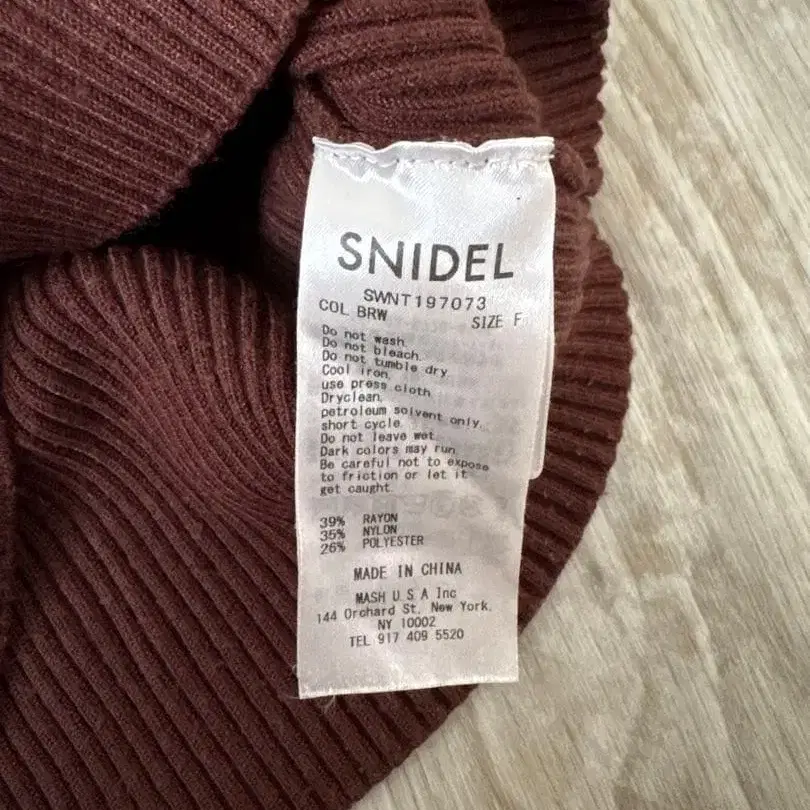 SNIDEL
SWNT197073
COL BRW
SIZE F
Do not wash.
Do not bleach.
Do not tumble dry
Cool iron.
use press cloth
Dryclean,
petroleum solvent only,
short cycle.
Do not leave wet.
Dark colors may run.
Be careful not to expose
to friction or let it
get caught.
39% RAYON
35% NYLON
26% POLYESTER
MADE IN CHINA
MASH U S A Inc
144 Orchard St, New York,
NY 10002
TEL 917 409 5520